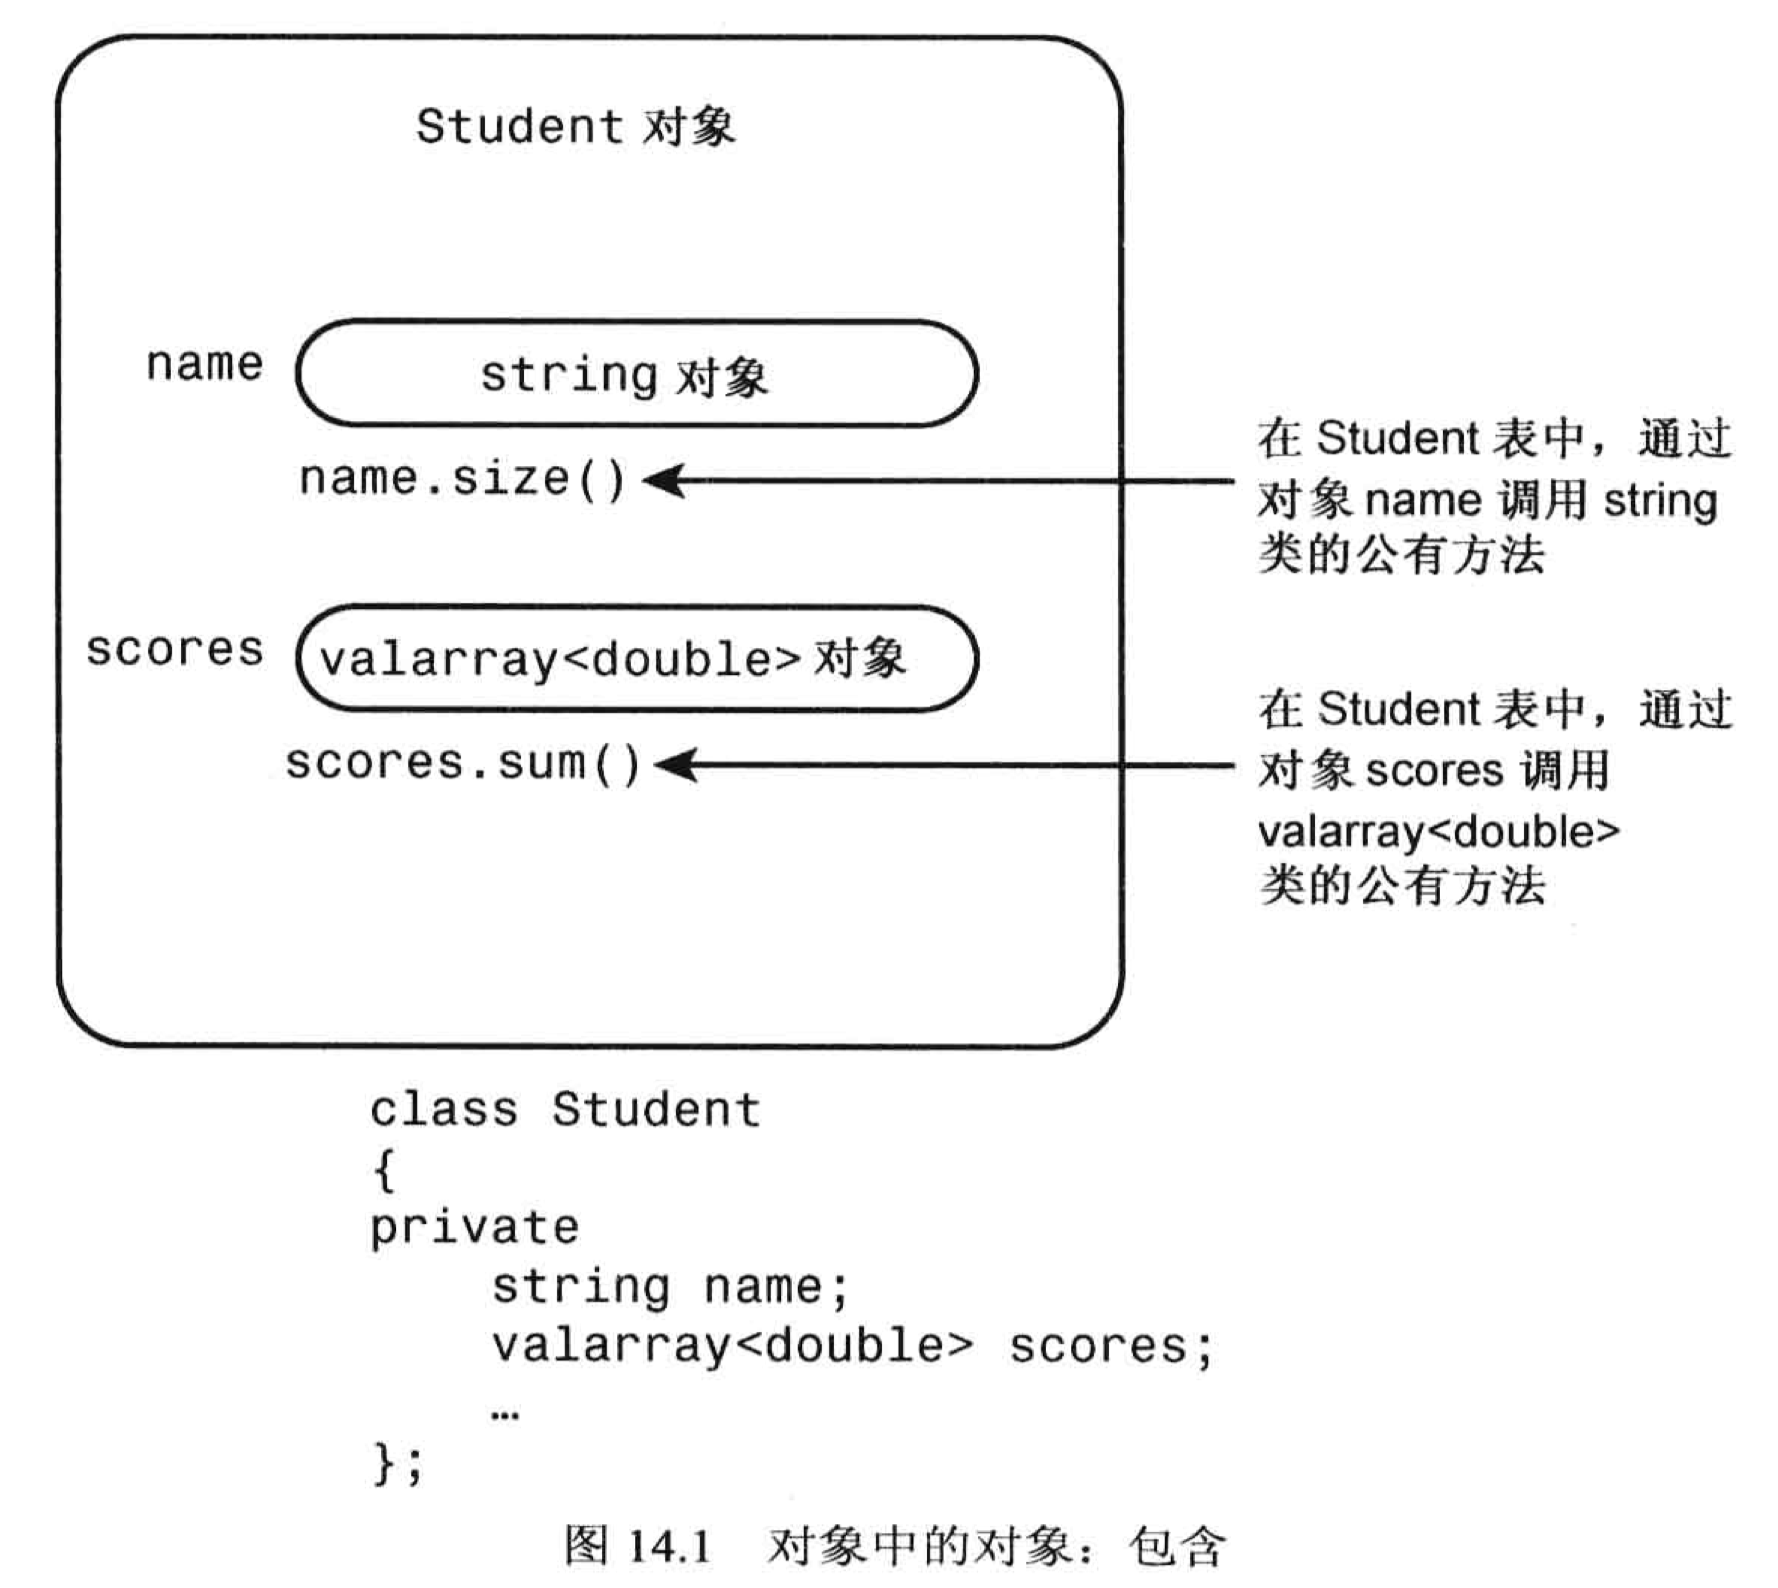 Student 对象
name
string 对象
name.size()
在 Student 表中，通过
对象 name 调用 string
类的公有方法
scores
valarray<double> 对象
scores.sum()
在 Student 表中，通过
对象 scores 调用
valarray<double>
类的公有方法
class Student
{
private
    string name;
    valarray<double> scores;
    …
};
图 14.1 对象中的对象：包含